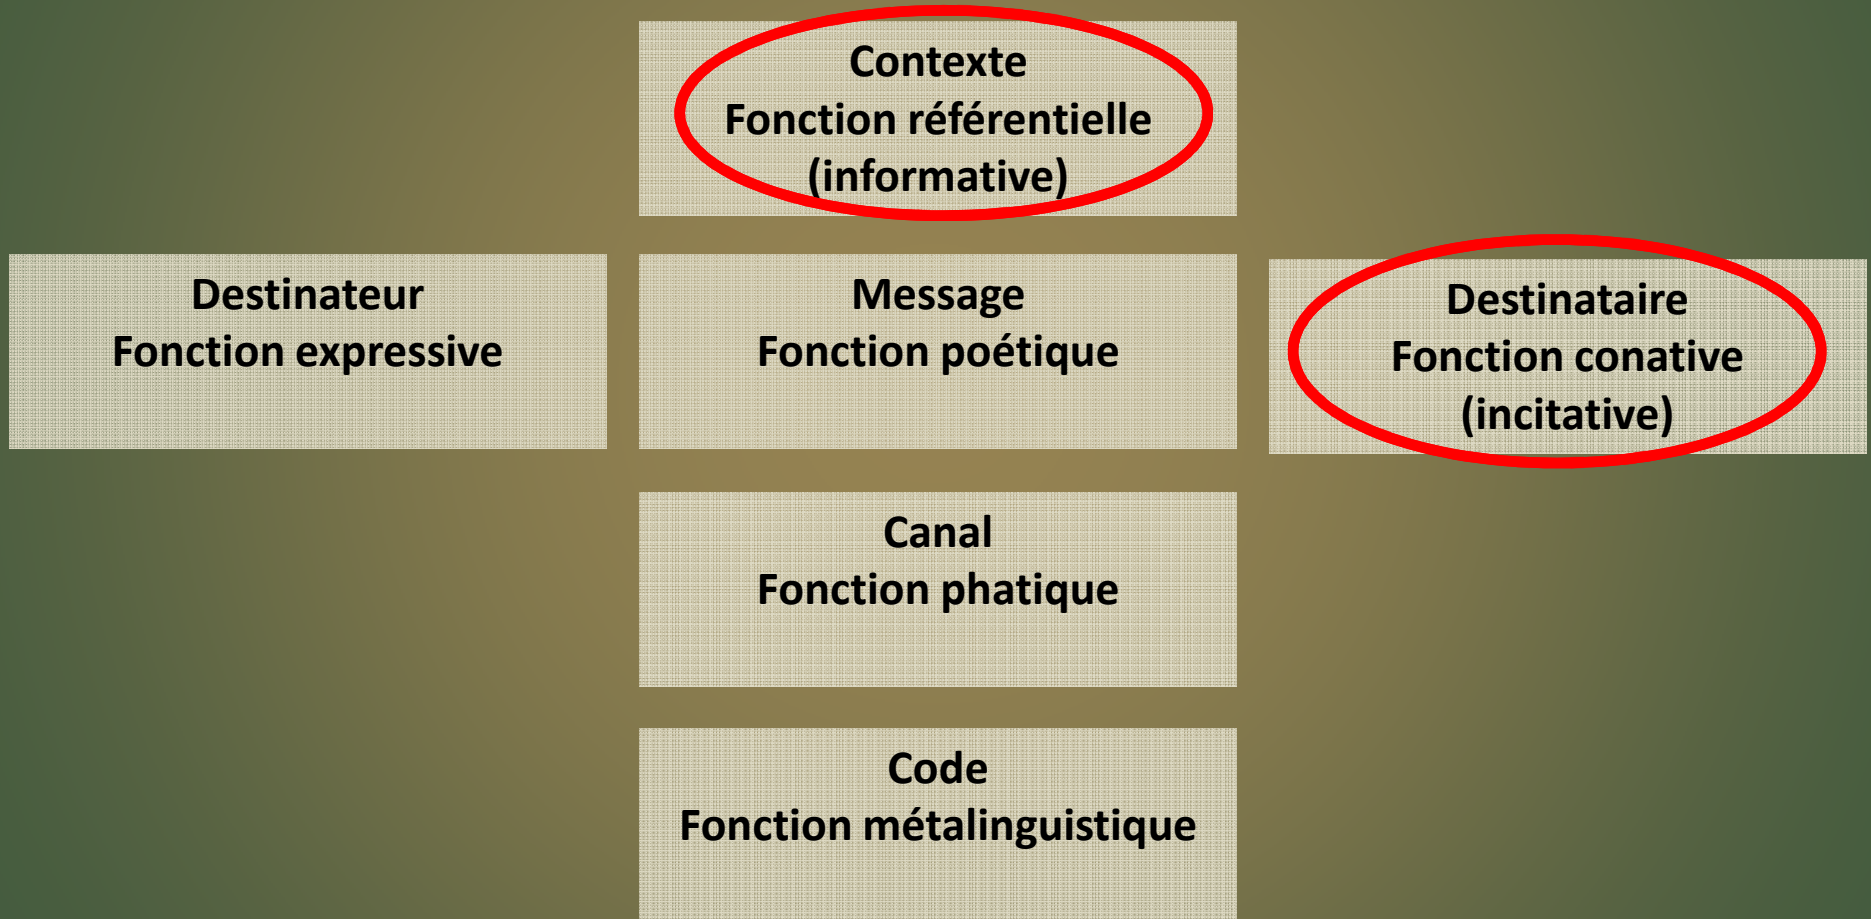 Contexte
Fonction référentielle
(informative)
Destinateur
Fonction expressive
Message
Fonction poétique
Destinataire
Fonction conative
(incitative)
Canal
Fonction phatique
Code
Fonction métalinguistique